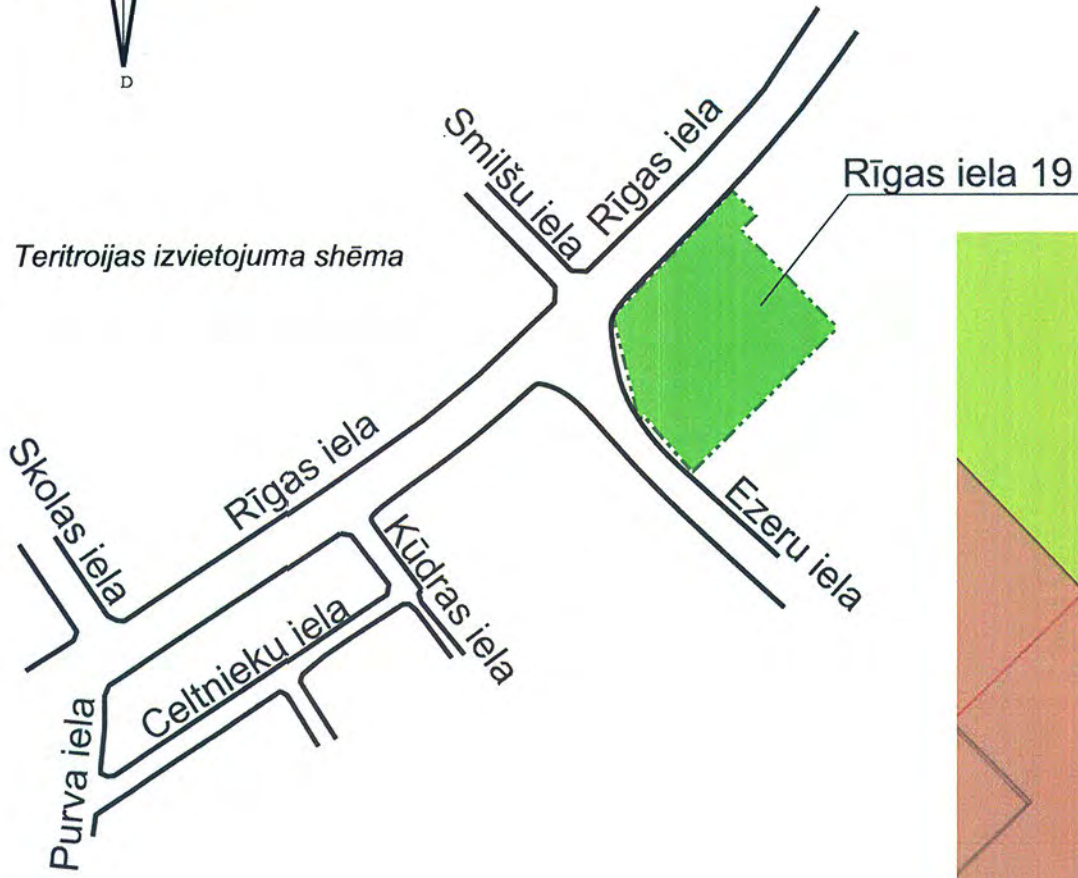 D
Smilšu iela
Rīgas iela
Rīgas iela 19
Teritroijas izvietojuma shēma
Skolas iela
Rīgas iela
Kūdras iela
Ezeru iela
Celtnieku iela
Purva iela